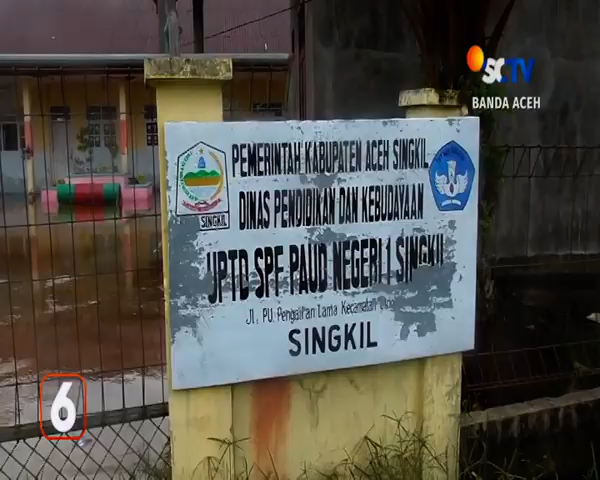 SCTV
BANDA ACEH
PEMERINTAH KABUPATEN ACEH SINGKIL
DINAS PENDIDIKAN DAN KEBUDAYAAN
UPTD SPF PAUD NEGERI 1 SINGKIL
JL. PU. Pengairan Lama Kecamatan
SINGKIL
SINGKIL
6